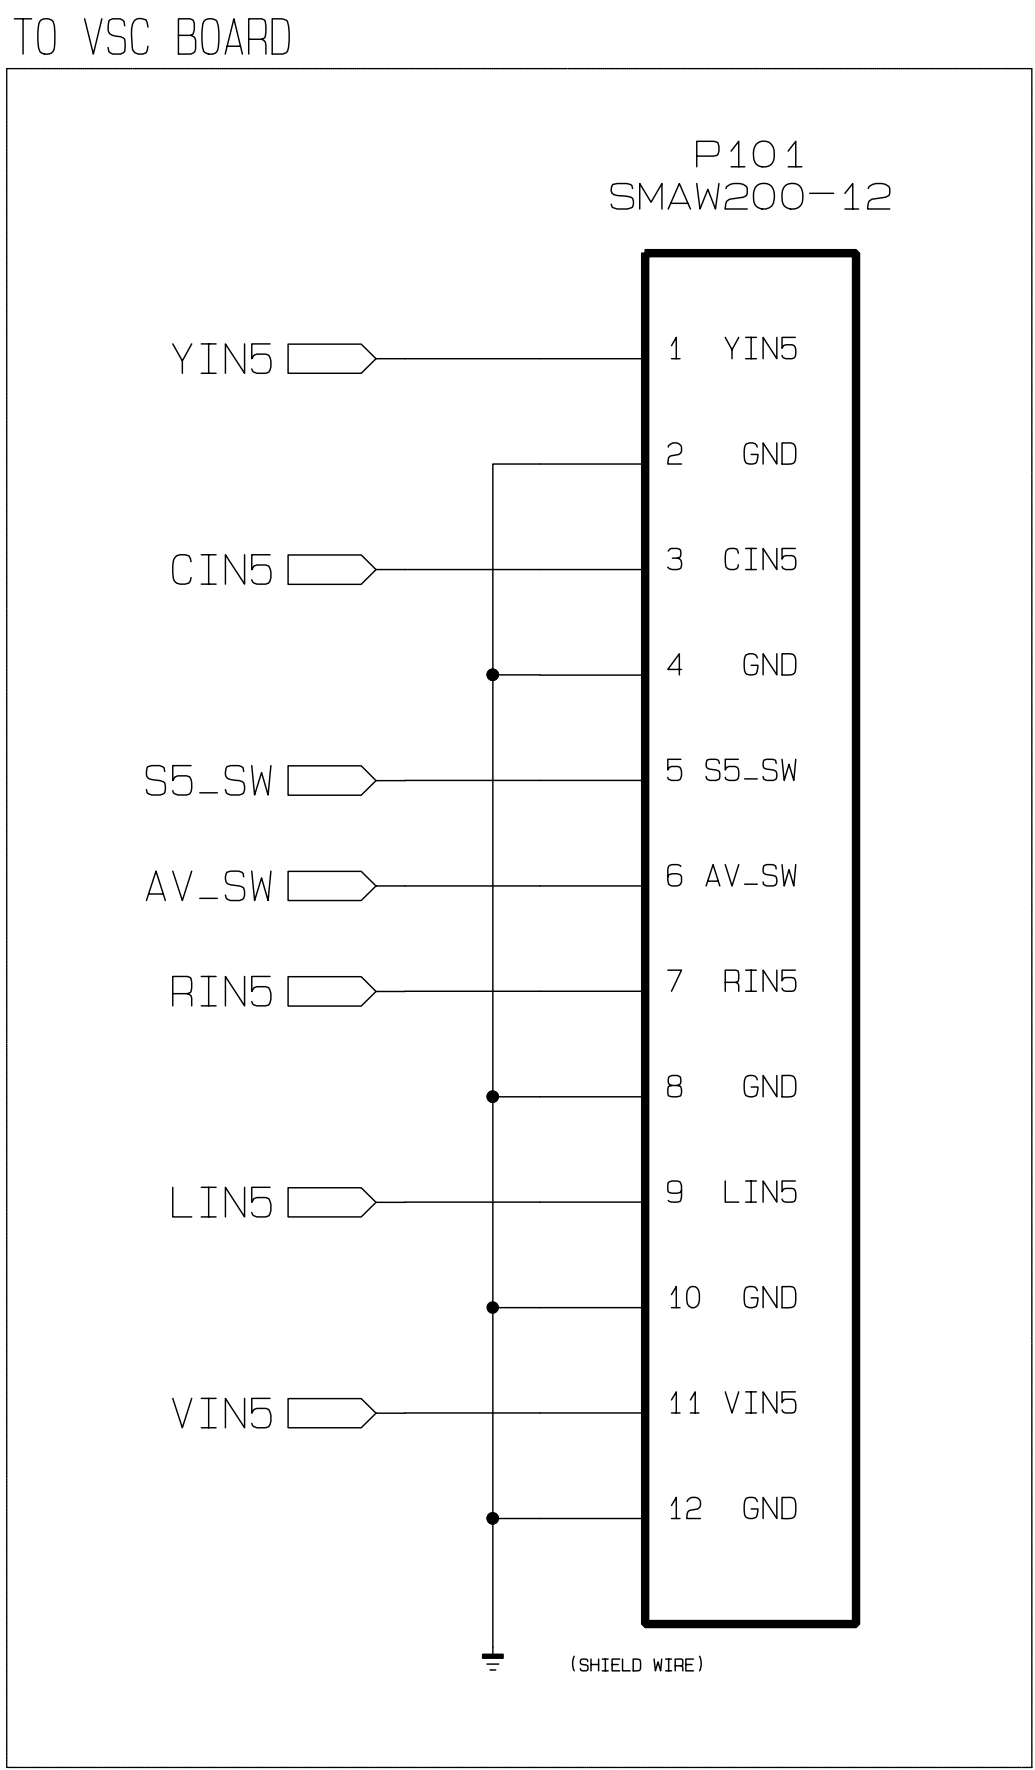 TO VSC BOARD
P101
SMAW200-12
YIN5 1 YIN5
2 GND
CIN5 3 CIN5
4 GND
S5_SW 5 S5_SW
AV_SW 6 AV_SW
RIN5 7 RIN5
8 GND
LIN5 9 LIN5
10 GND
VIN5 11 VIN5
12 GND
(SHIELD WIRE)